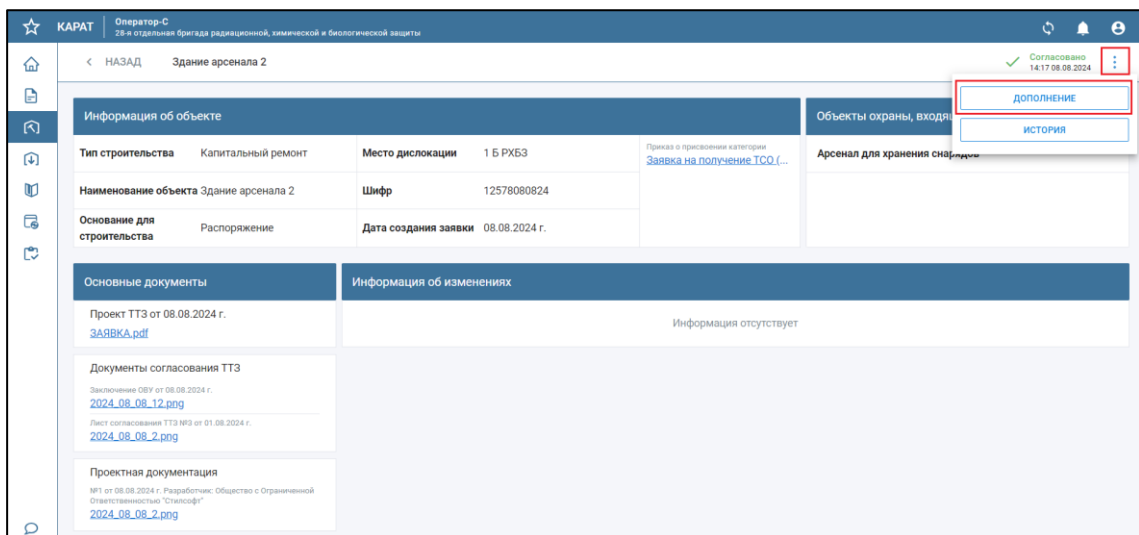 КАРАТ
Оператор-С
28-я отдельная бригада радиационной, химической и биологической защиты
НАЗАД
Здание арсенала 2
Согласовано
14:17 08.08.2024
ДОПОЛНЕНИЕ
ИСТОРИЯ
Информация об объекте
Тип строительства Капитальный ремонт
Место дислокации 1 Б РХБЗ
Приказ о присвоении категории
Заявка на получение ТСО (...
Наименование объекта Здание арсенала 2
Шифр 12578080824
Основание для
строительства
Распоряжение
Дата создания заявки 08.08.2024 г.
Объекты охраны,
Арсенал для хранения снарядов
Основные документы
Проект ТТЗ от 08.08.2024 г.
ЗАЯВКА.pdf
Документы согласования ТТЗ
Заключение ОВУ от 08.08.2024 г.
2024_08_08_12.png
Лист согласования ТТЗ №3 от 01.08.2024 г.
2024_08_08_2.png
Проектная документация
№1 от 08.08.2024 г. Разработчик: Общество с Ограниченной
Ответственностью "Стилсофт"
2024_08_08_2.png
Информация об изменениях
Информация отсутствует